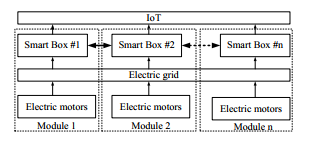 IoT
Smart Box #1
Smart Box #2
Smart Box #n
Electric grid
Electric motors
Electric motors
Electric motors
Module 1
Module 2
Module n